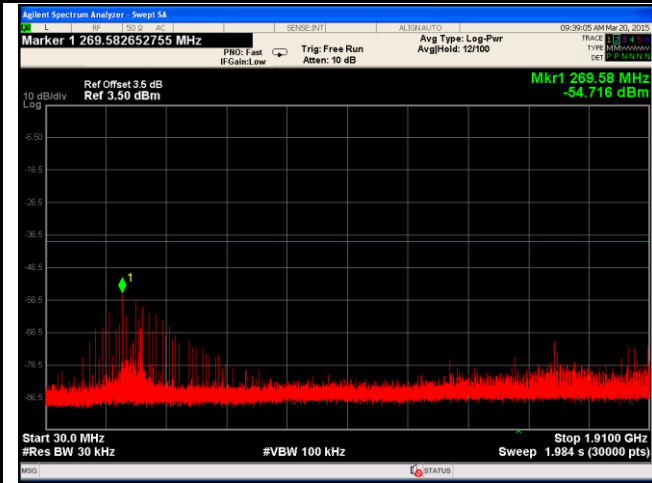 Agilent Spectrum Analyzer - Swept SA
L RF 50 Ω AC SENSE:INT ALIGNAUTO 09:39:05 AM Mar 20, 2015
Marker 1 269.582652755 MHz
PNO: Fast
IFGain:Low
Trig: Free Run
Atten: 10 dB
Avg Type: Log-Pwr
Avg|Hold: 12/100
TRACE 1 2 3 4 5 6
TYPE MMWWWW
DET P P N N N N
Mkr1 269.58 MHz
-54.716 dBm
Ref Offset 3.5 dB
10 dB/div Ref 3.50 dBm
Log
-6.50
-16.5
-26.5
-36.5
-46.5
1
-56.5
-66.5
-76.5
-86.5
Start 30.0 MHz Stop 1.9100 GHz
#Res BW 30 kHz #VBW 100 kHz Sweep 1.984 s (30000 pts)
MSG STATUS